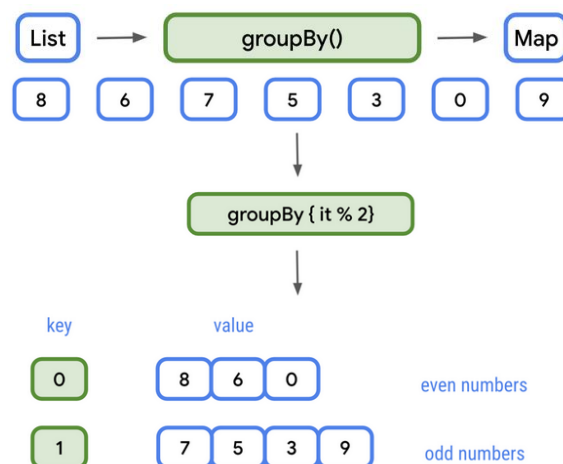 List groupBy() Map
8 6 7 5 3 0 9
groupBy { it % 2}
key value
0 8 6 0 even numbers
1 7 5 3 9 odd numbers